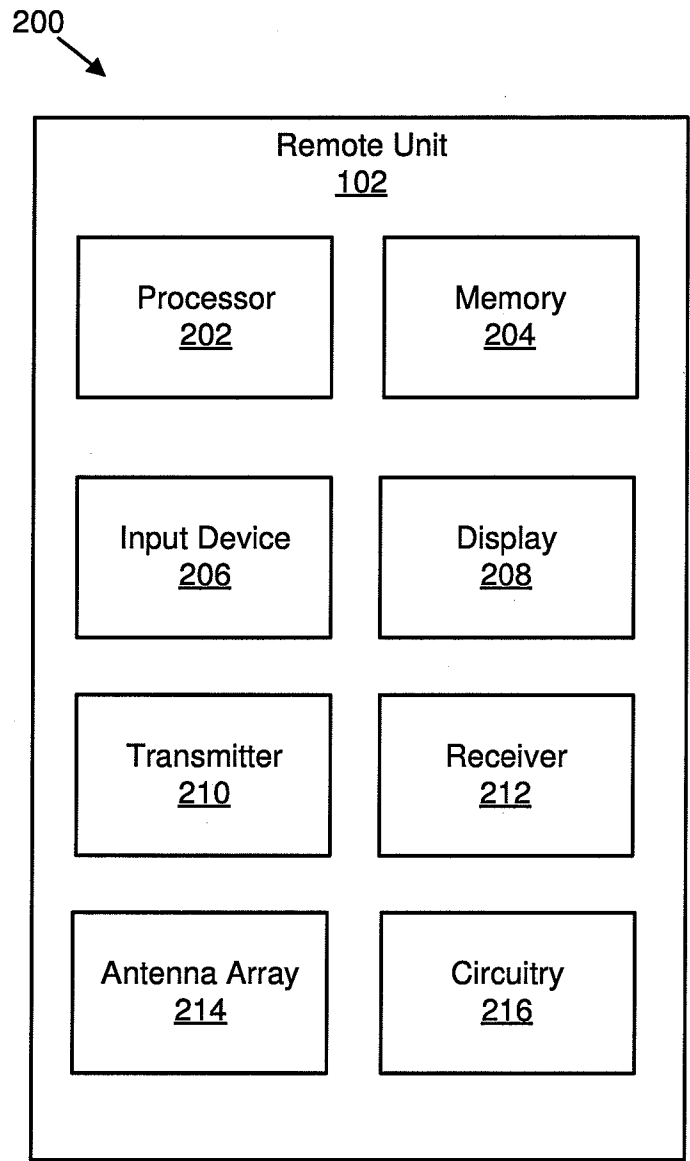 200
Remote Unit
102
Processor
202
Memory
204
Input Device
206
Display
208
Transmitter
210
Receiver
212
Antenna Array
214
Circuitry
216